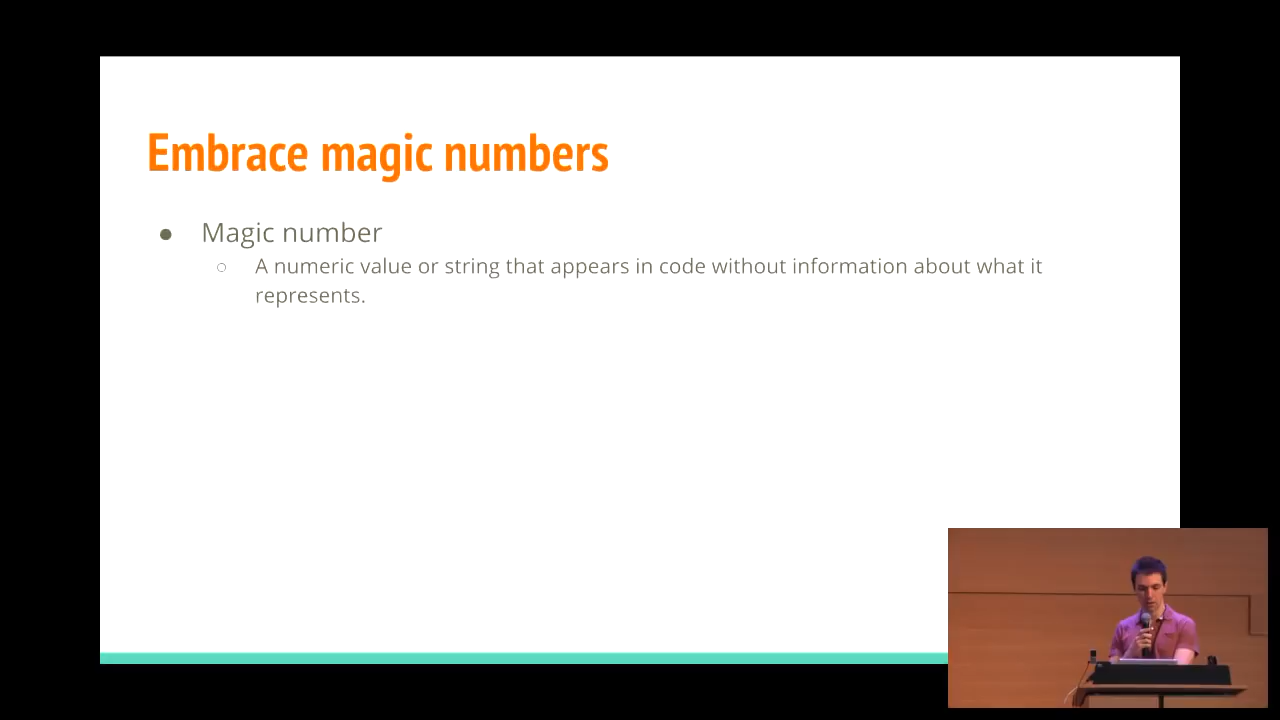 Embrace magic numbers
● Magic number
○ A numeric value or string that appears in code without information about what it
represents.